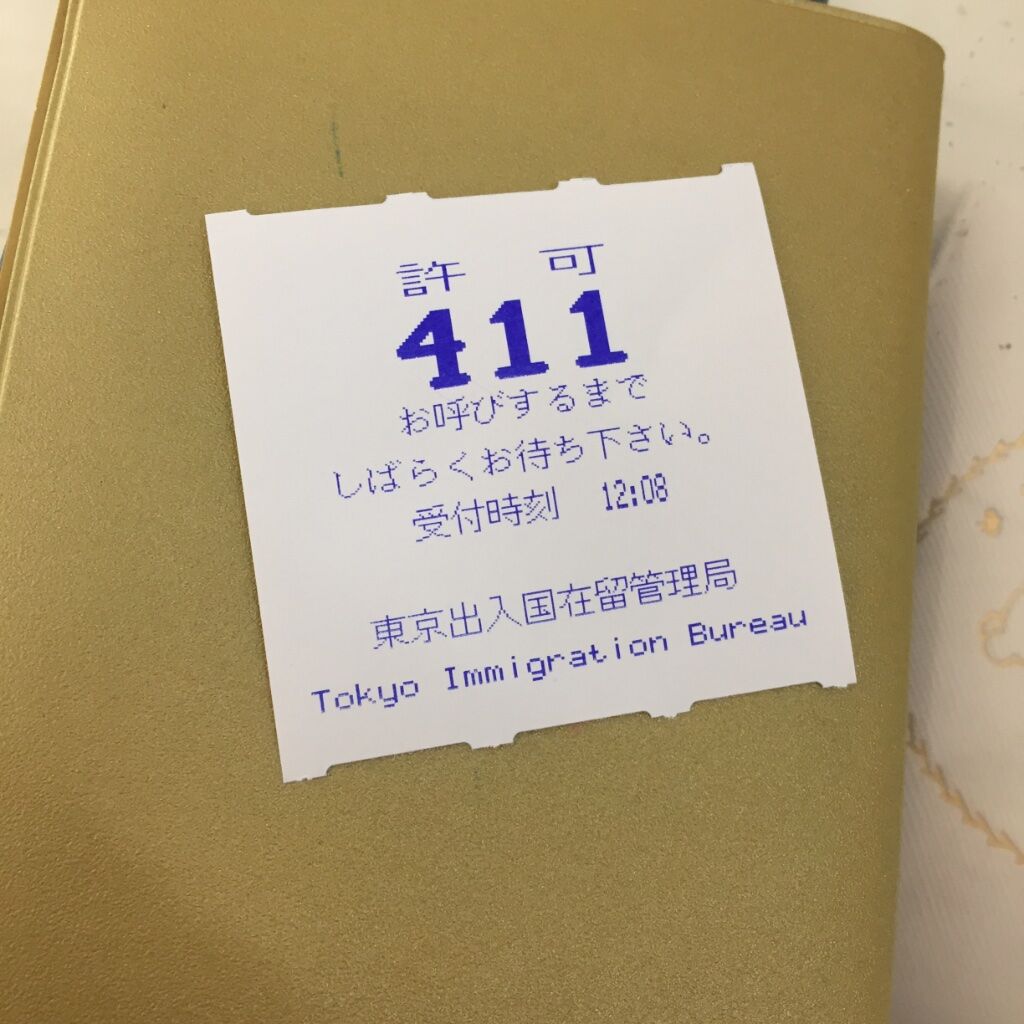 許 可
411
お呼びするまで
しばらくお待ち下さい。
受付時刻 12:08
東京出入国在留管理局
Tokyo Immigration Bureau